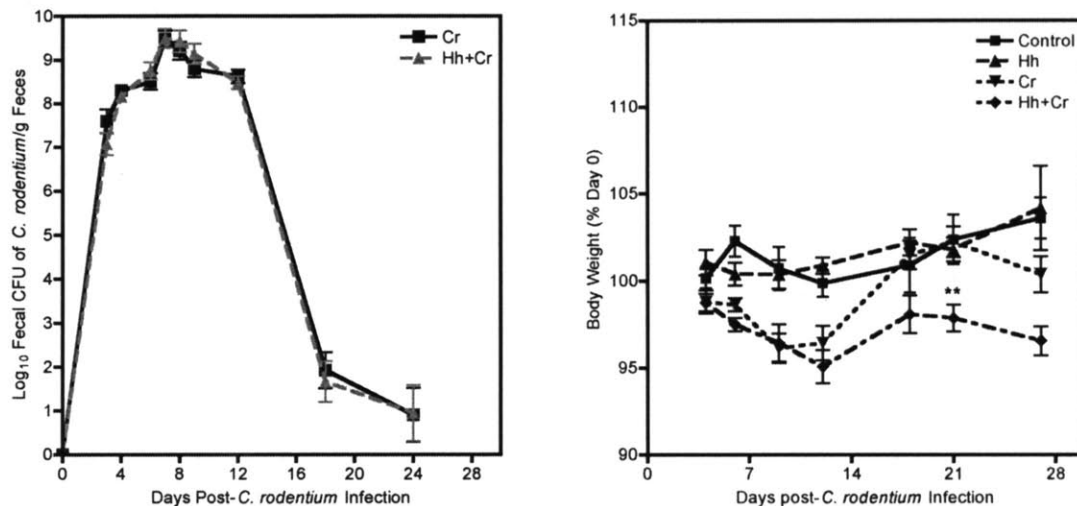 10
9
8
7
6
5
4
3
2
1
0
Log10 Fecal CFU of C. rodentium/g Feces
0 4 8 12 16 20 24 28
Days Post-C. rodentium Infection
Cr
Hh+Cr
115
110
105
100
95
90
Body Weight (% Day 0)
0 7 14 21 28
Days post-C. rodentium Infection
Control
Hh
Cr
Hh+Cr
**